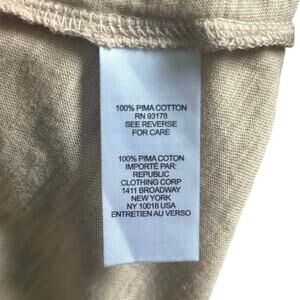 100% PIMA COTTON
RN 93178
SEE REVERSE
FOR CARE
100% PIMA COTON
IMPORTÉ PAR:
REPUBLIC
CLOTHING CORP
1411 BROADWAY
NEW YORK
NY 10018 USA
ENTRETIEN AU VERSO